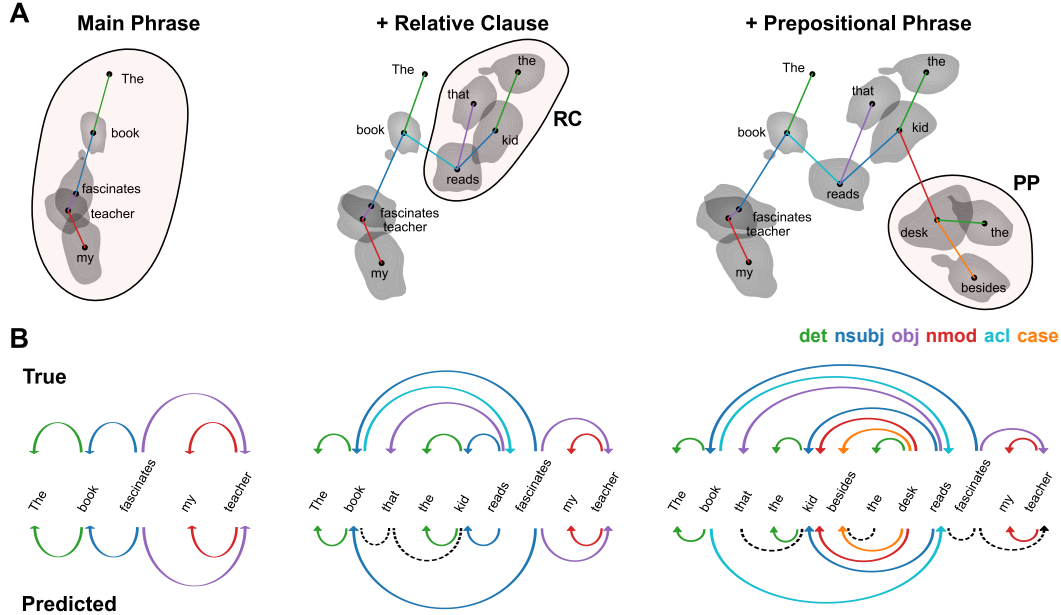 A
Main Phrase
The
book
fascinates
teacher
my
+ Relative Clause
The
the
that
book
kid
RC
reads
fascinates
teacher
my
+ Prepositional Phrase
The
the
that
book
kid
reads
PP
fascinates
teacher
desk
the
my
besides
B
det nsubj obj nmod acl case
True
The book fascinates my teacher
The book that the kid reads fascinates my teacher
The book that the kid besides the desk reads fascinates my teacher
Predicted